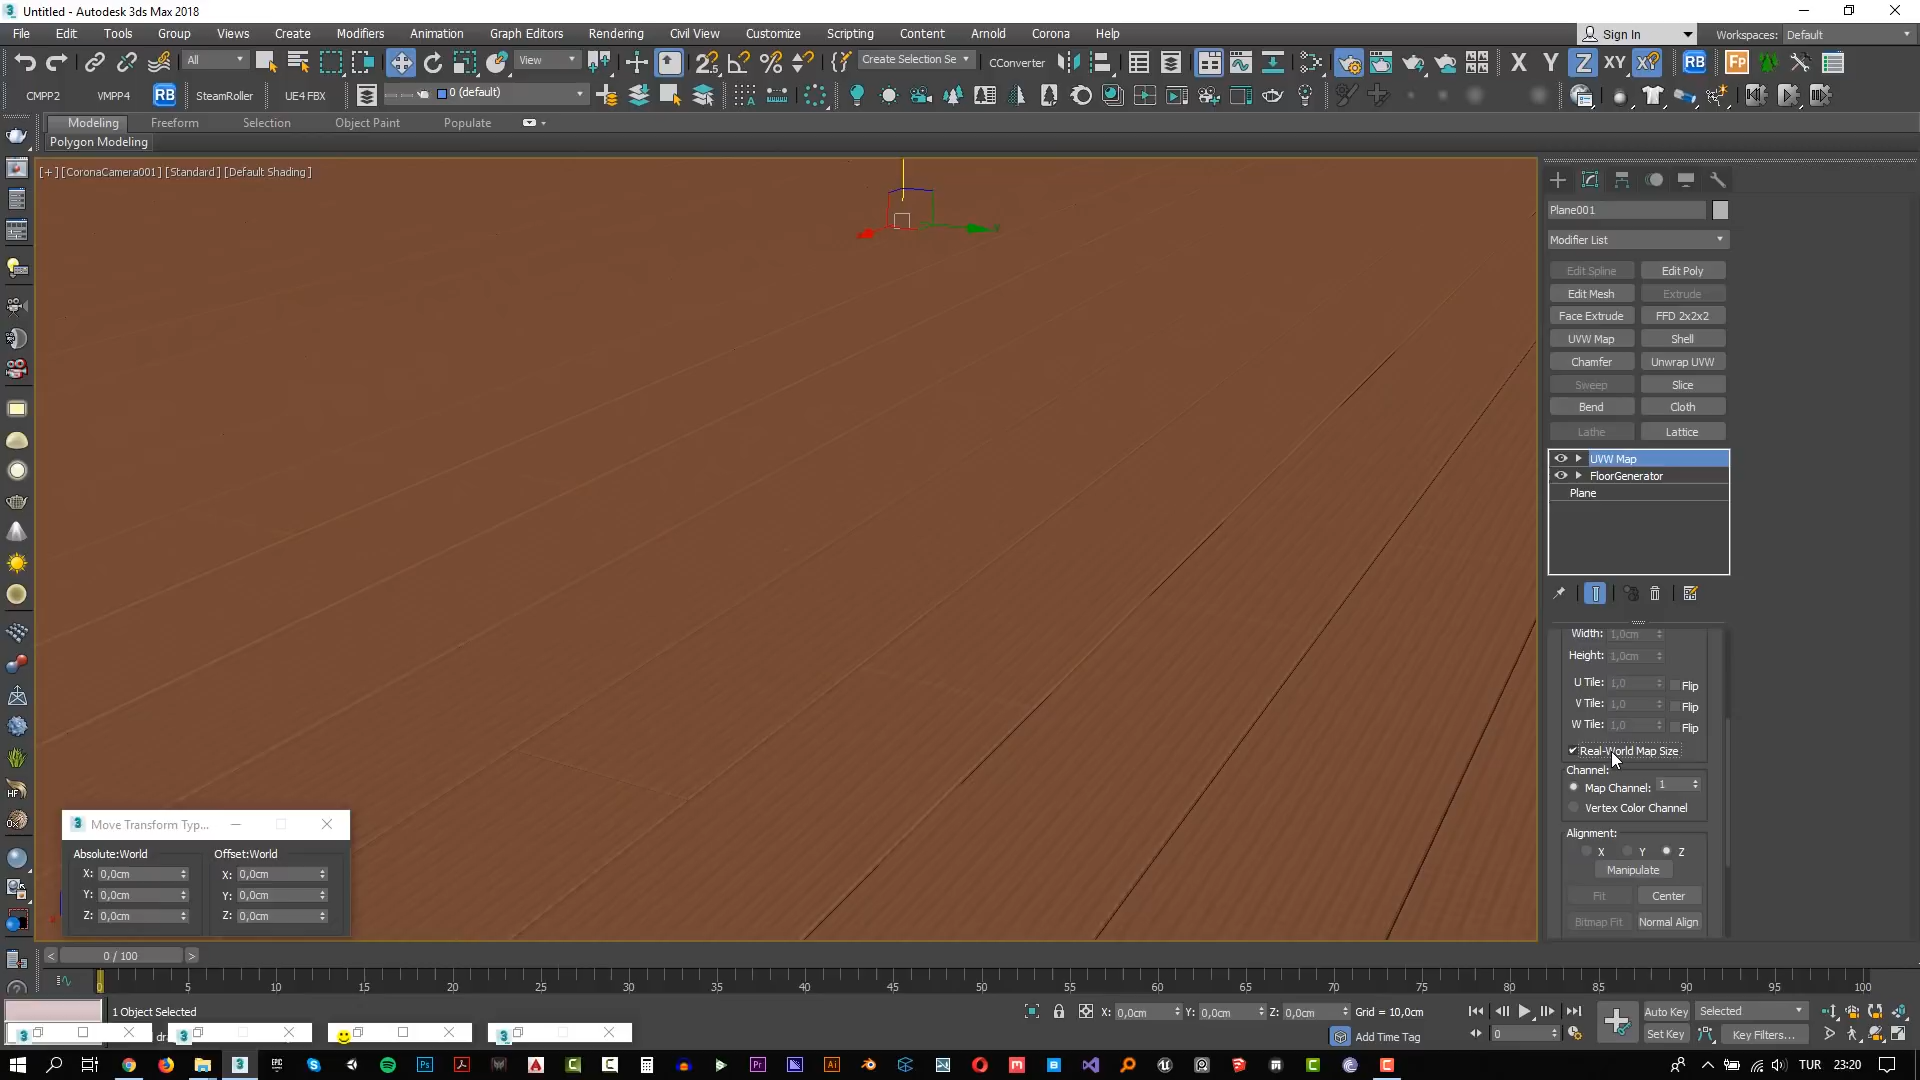 Untitled - Autodesk 3ds Max 2018
File Edit Tools Group Views Create Modifiers Animation Graph Editors Rendering Civil View Customize Scripting Content Arnold Corona Help Sign In Workspaces: Default
All View Create Selection Se CConverter X Y Z XY RB Fp
CMPP2 VMPP4 RB SteamRoller UE4 FBX 0 (default)
Modeling Freeform Selection Object Paint Populate
Polygon Modeling
[+] [CoronaCamera001] [Standard] [Default Shading]
Plane001
Modifier List
Edit Spline Edit Poly
Edit Mesh Extrude
Face Extrude FFD 2x2x2
UVW Map Shell
Chamfer Unwrap UVW
Sweep Slice
Bend Cloth
Lathe Lattice
UVW Map
FloorGenerator
Plane
Width: 1,0cm
Height: 1,0cm
U Tile: 1,0 Flip
V Tile: 1,0 Flip
W Tile: 1,0 Flip
Real-World Map Size
Channel:
Map Channel: 1
Vertex Color Channel
Alignment:
X Y Z
Manipulate
Fit Center
Bitmap Fit Normal Align
Move Transform Typ...
Absolute:World Offset:World
X: 0,0cm X: 0,0cm
Y: 0,0cm Y: 0,0cm
Z: 0,0cm Z: 0,0cm
< 0 / 100 >
0 5 10 15 20 25 30 35 40 45 50 55 60 65 70 75 80 85 90 95 100
1 Object Selected X: 0,0cm Y: 0,0cm Z: 0,0cm Grid = 10,0cm Auto Key Selected
Add Time Tag 0 Set Key Key Filters...
TUR 23:20